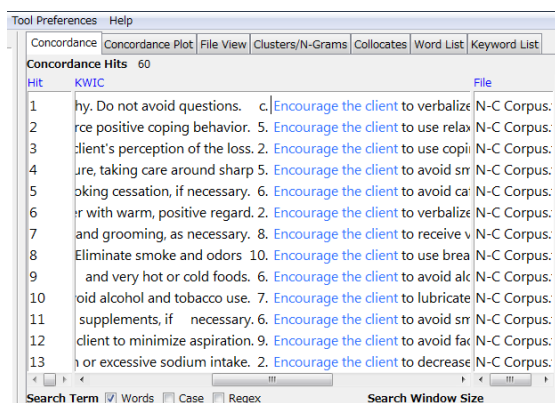 Tool Preferences Help
Concordance Concordance Plot File View Clusters/N-Grams Collocates Word List Keyword List
Concordance Hits 60
Hit KWIC File
1 hy. Do not avoid questions. c. Encourage the client to verbalize N-C Corpus.
2 rce positive coping behavior. 5. Encourage the client to use relax N-C Corpus.
3 client's perception of the loss. 2. Encourage the client to use copi N-C Corpus.
4 ure, taking care around sharp 5. Encourage the client to avoid sm N-C Corpus.
5 oking cessation, if necessary. 6. Encourage the client to avoid ca N-C Corpus.
6 r with warm, positive regard. 2. Encourage the client to verbalize N-C Corpus.
7 and grooming, as necessary. 8. Encourage the client to receive v N-C Corpus.
8 Eliminate smoke and odors 10. Encourage the client to use brea N-C Corpus.
9 and very hot or cold foods. 6. Encourage the client to avoid alc N-C Corpus.
10 oid alcohol and tobacco use. 7. Encourage the client to lubricate N-C Corpus.
11 supplements, if necessary. 6. Encourage the client to avoid sm N-C Corpus.
12 client to minimize aspiration. 9. Encourage the client to avoid fac N-C Corpus.
13 n or excessive sodium intake. 2. Encourage the client to decrease N-C Corpus.
Search Term Words Case Regex Search Window Size